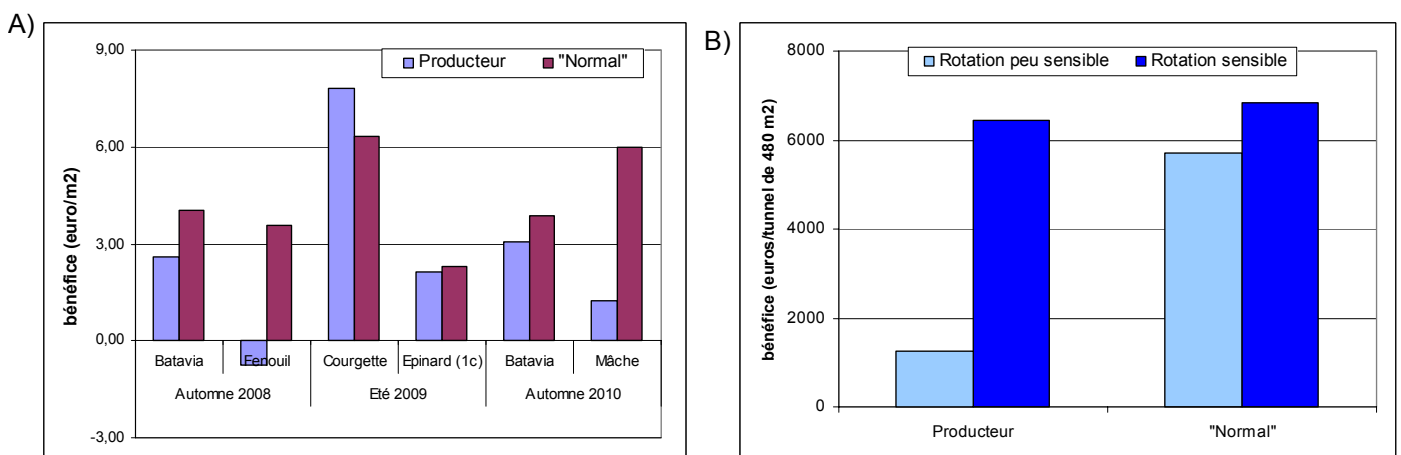 A)
bénéfice (euro/m2)
9,00
6,00
3,00
0,00
-3,00
Producteur "Normal"
Batavia Fenouil Courgette Epinard (1c) Batavia Mâche
Automne 2008 Eté 2009 Automne 2010
B)
bénéfice (euros/tunnel de 480 m2)
8000
6000
4000
2000
0
Rotation peu sensible Rotation sensible
Producteur "Normal"